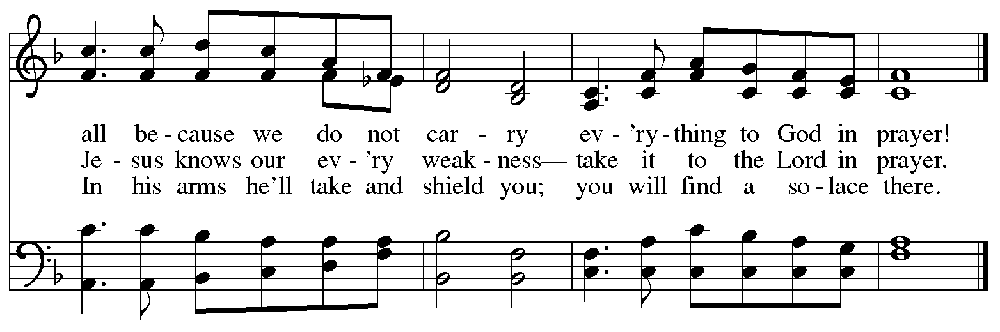 all be - cause we do not car - ry ev - 'ry - thing to God in prayer!
Je - sus knows our ev - 'ry weak - ness— take it to the Lord in prayer.
In his arms he'll take and shield you; you will find a so - lace there.